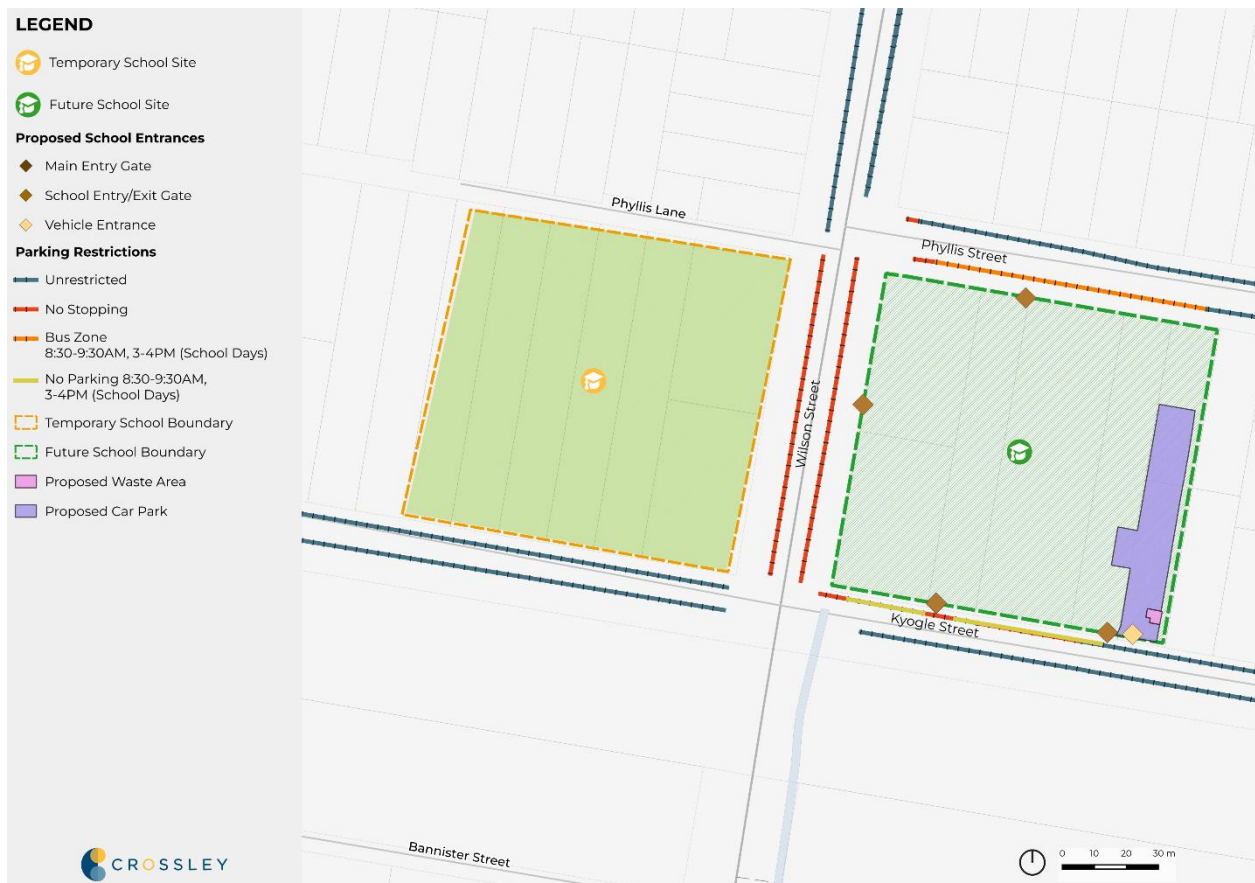 LEGEND
Temporary School Site
Future School Site
Proposed School Entrances
Main Entry Gate
School Entry/Exit Gate
Vehicle Entrance
Parking Restrictions
Unrestricted
No Stopping
Bus Zone
8:30-9:30AM, 3-4PM (School Days)
No Parking 8:30-9:30AM,
3-4PM (School Days)
Temporary School Boundary
Future School Boundary
Proposed Waste Area
Proposed Car Park
CROSSLEY
Phyllis Lane
Phyllis Street
Wilson Street
Kyogle Street
Bannister Street
0 10 20 30 m